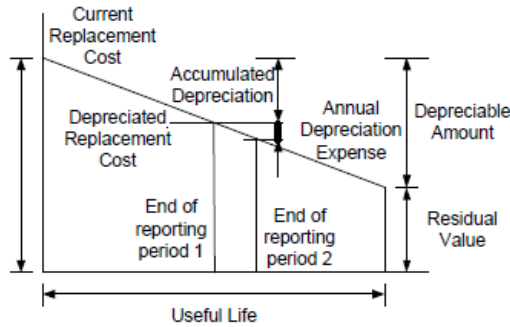 Current
Replacement
Cost
Accumulated
Depreciation
Depreciated
Replacement
Cost
Annual
Depreciation
Expense
Depreciable
Amount
End of
reporting
period 1
End of
reporting
period 2
Residual
Value
Useful Life